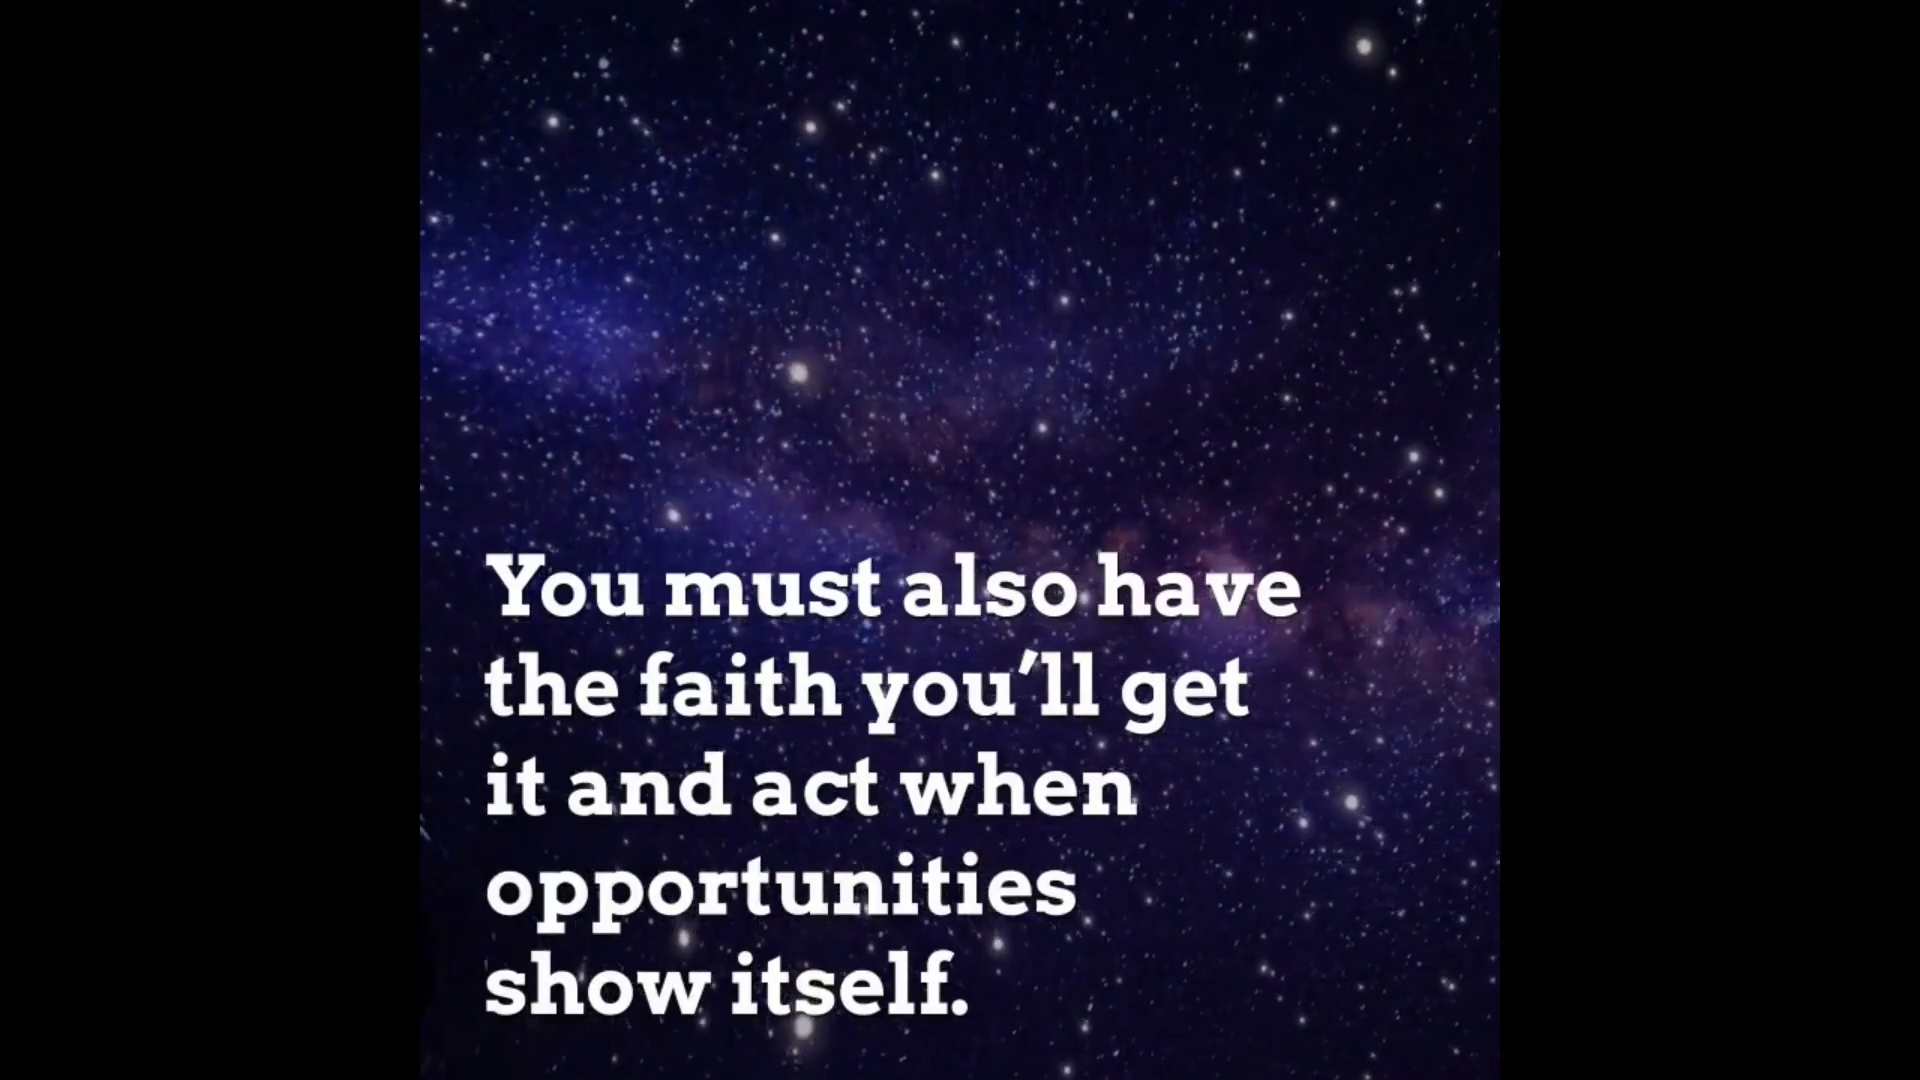 You must also have
the faith you’ll get
it and act when
opportunities
show itself.